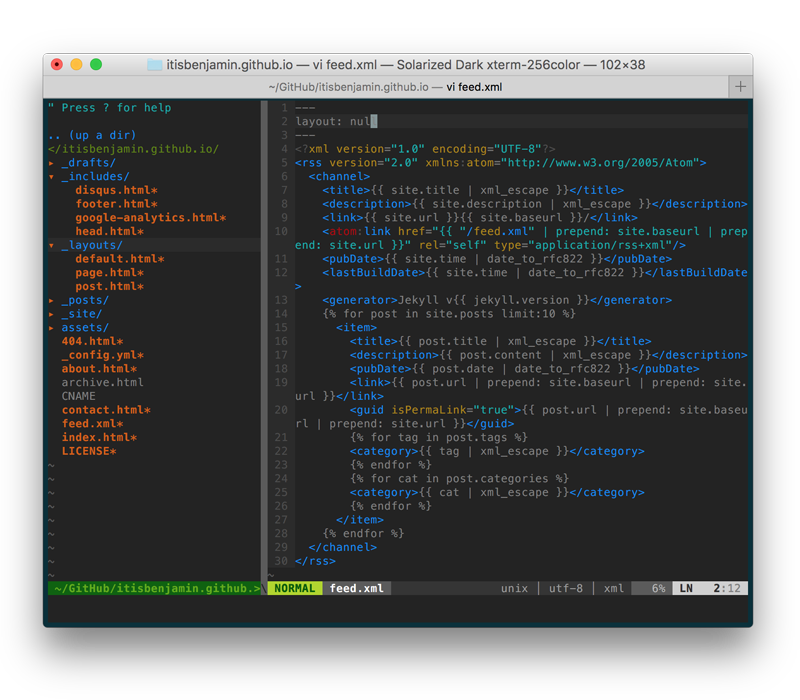 itisbenjamin.github.io — vi feed.xml — Solarized Dark xterm-256color — 102×38
~/GitHub/itisbenjamin.github.io — vi feed.xml +
" Press ? for help
.. (up a dir)
</itisbenjamin.github.io/
▸ _drafts/
▾ _includes/
disqus.html*
footer.html*
google-analytics.html*
head.html*
▾ _layouts/
default.html*
page.html*
post.html*
▸ _posts/
▸ _site/
▸ assets/
404.html*
_config.yml*
about.html*
archive.html
CNAME
contact.html*
feed.xml*
index.html*
LICENSE*
~
~
~
~
~
~
~
~
~
~/GitHub/itisbenjamin.github.>
1 ---
2 layout: nul
3 ---
4 <?xml version="1.0" encoding="UTF-8"?>
5 <rss version="2.0" xmlns:atom="http://www.w3.org/2005/Atom">
6 <channel>
7 <title>{{ site.title | xml_escape }}</title>
8 <description>{{ site.description | xml_escape }}</description>
9 <link>{{ site.url }}{{ site.baseurl }}/</link>
10 <atom:link href="{{ "/feed.xml" | prepend: site.baseurl | prep
end: site.url }}" rel="self" type="application/rss+xml"/>
11 <pubDate>{{ site.time | date_to_rfc822 }}</pubDate>
12 <lastBuildDate>{{ site.time | date_to_rfc822 }}</lastBuildDate
>
13 <generator>Jekyll v{{ jekyll.version }}</generator>
14 {% for post in site.posts limit:10 %}
15 <item>
16 <title>{{ post.title | xml_escape }}</title>
17 <description>{{ post.content | xml_escape }}</description>
18 <pubDate>{{ post.date | date_to_rfc822 }}</pubDate>
19 <link>{{ post.url | prepend: site.baseurl | prepend: site.
url }}</link>
20 <guid isPermaLink="true">{{ post.url | prepend: site.baseu
rl | prepend: site.url }}</guid>
21 {% for tag in post.tags %}
22 <category>{{ tag | xml_escape }}</category>
23 {% endfor %}
24 {% for cat in post.categories %}
25 <category>{{ cat | xml_escape }}</category>
26 {% endfor %}
27 </item>
28 {% endfor %}
29 </channel>
30 </rss>
~
NORMAL feed.xml unix | utf-8 | xml 6% LN 2:12